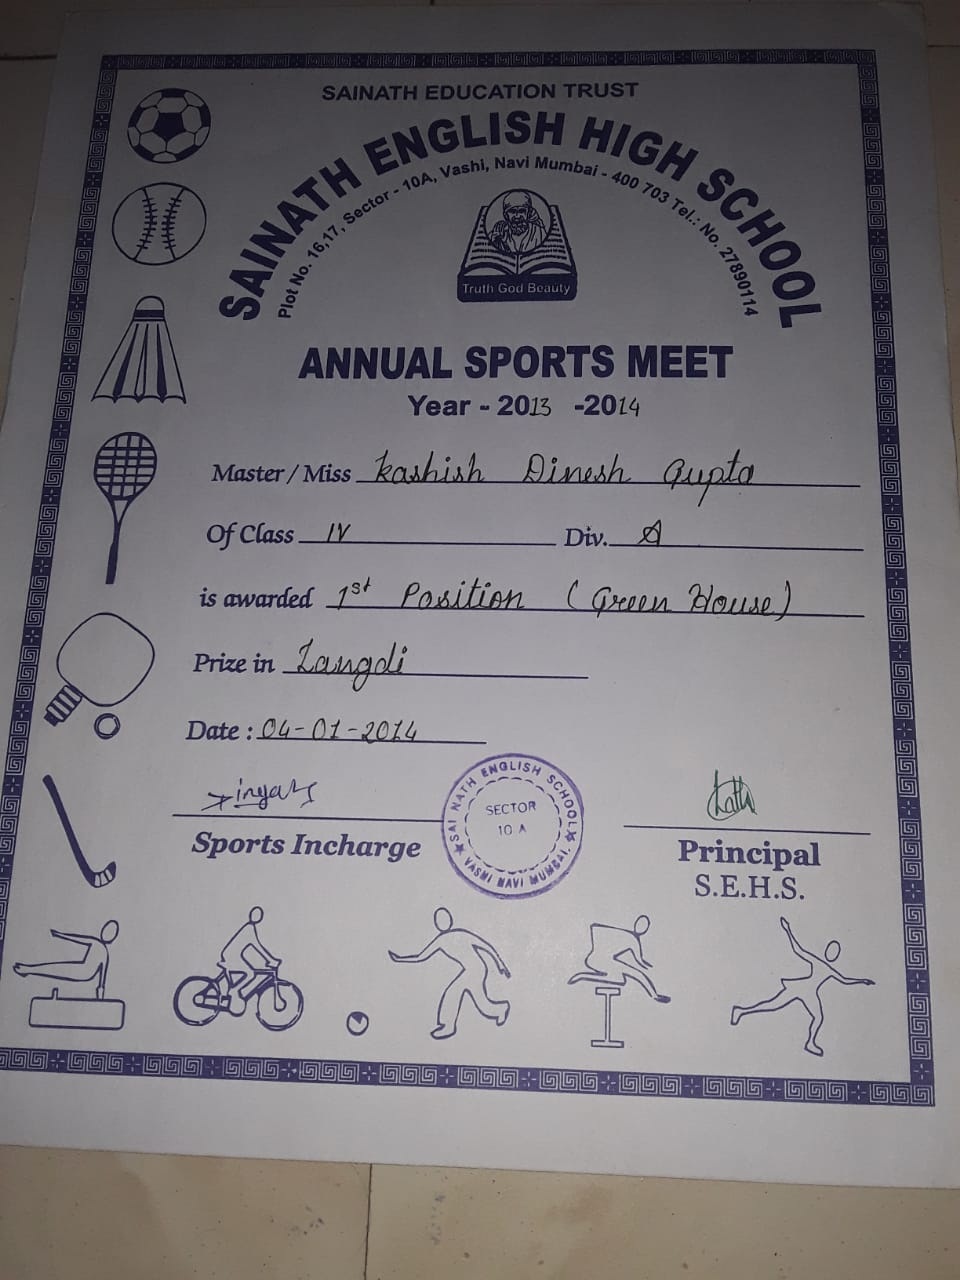 SAINATH EDUCATION TRUST
SAINATH ENGLISH HIGH SCHOOL
Plot No. 16,17, Sector - 10A, Vashi, Navi Mumbai - 400 703 Tel.: No. 27890114
Truth God Beauty
ANNUAL SPORTS MEET
Year - 2013 -2014
Master / Miss Kashish Dinesh Gupta
Of Class IV Div. A
is awarded 1st Position (Green House)
Prize in Langdi
Date : 04-01-2014
SAI NATH ENGLISH SCHOOL
SECTOR
10 A
VASHI NAVI MUMBAI.
Sports Incharge
Principal
S.E.H.S.